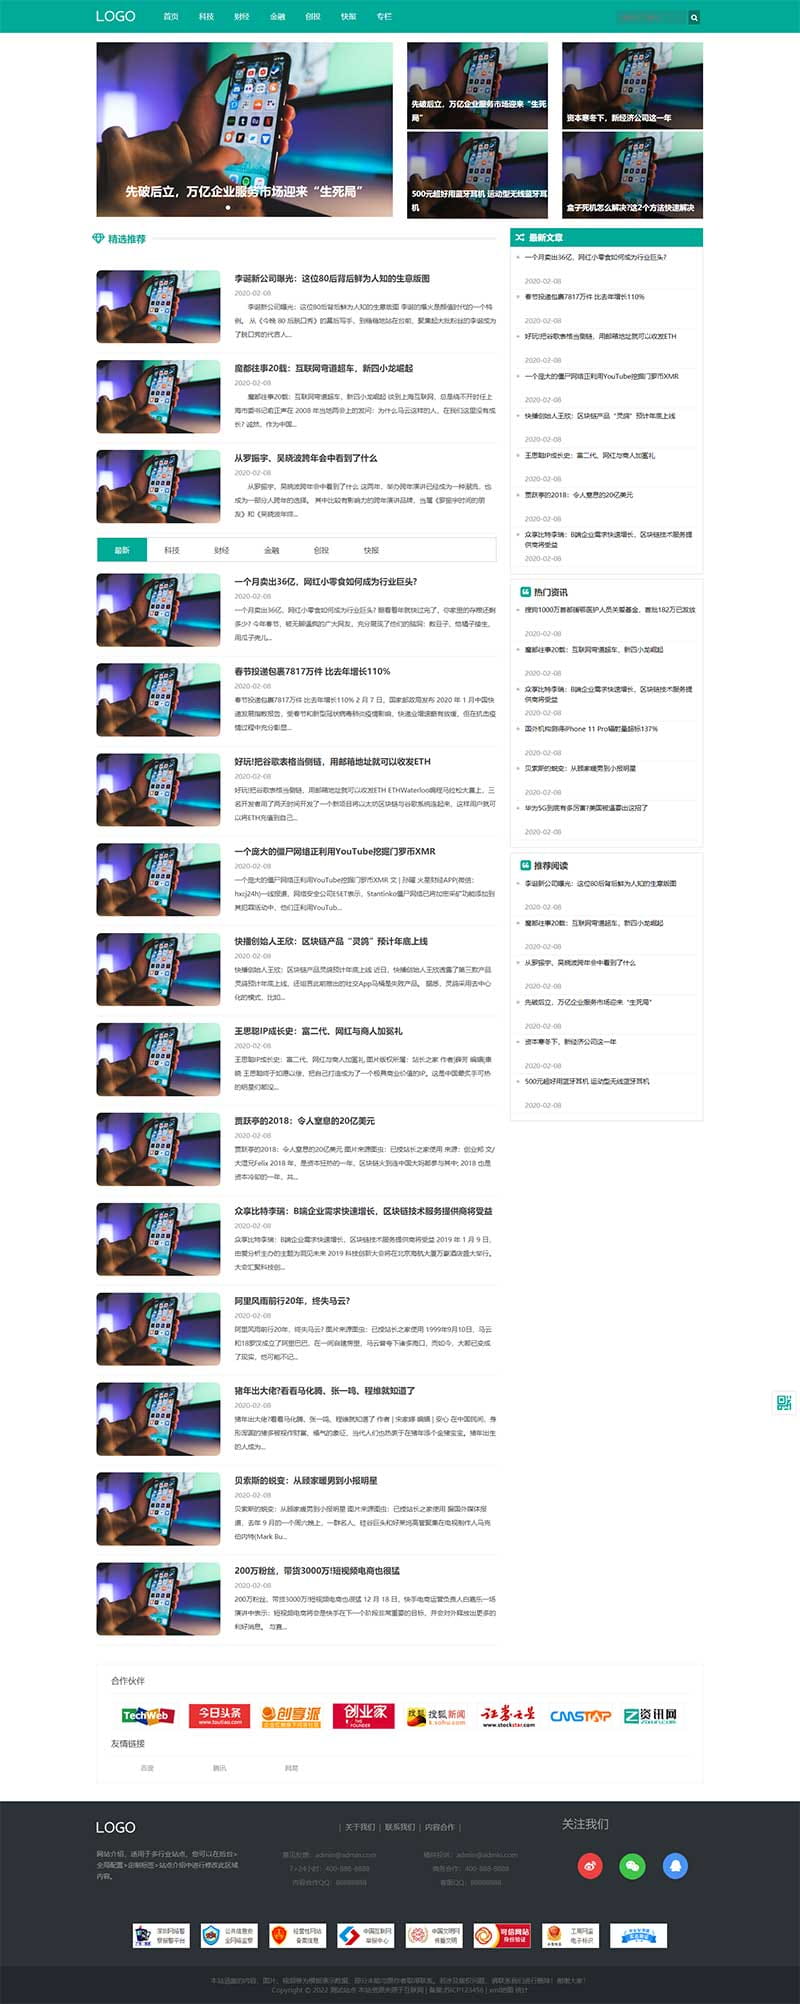 LOGO
首页 科技 财经 金融 创投 快报 专栏
先破后立，万亿企业服务市场迎来“生死局”
先破后立，万亿企业服务市场迎来“生死
局”
资本寒冬下，新经济公司这一年
500元超好用蓝牙耳机 运动型无线蓝牙耳
机
盒子死机怎么解决?这2个方法快速解决
精选推荐
李诞新公司曝光：这位80后背后鲜为人知的生意版图
2020-02-08
李诞新公司曝光：这位80后背后鲜为人知的生意版图 李诞的爆火是颜值时代的一个特
例。 从《今晚 80 后脱口秀》的幕后写手，到格格地站在台前，聚集起大批粉丝的李诞成为
了脱口秀的代言人...
魔都往事20载：互联网弯道超车，新四小龙崛起
2020-02-08
魔都往事20载：互联网弯道超车，新四小龙崛起 谈到上海互联网，总是绕不开时任上
海市委书记俞正声在 2008 年当地两会上的发问：为什么马云这样的人，在我们这里没有成
长? 诚然，作为中国...
从罗振宇、吴晓波跨年会中看到了什么
2020-02-08
从罗振宇、吴晓波跨年会中看到了什么 这两年，举办跨年演讲已经成为一种潮流，也
成为一部分人跨年的选择。 其中比较有影响力的跨年演讲品牌，当属《罗振宇时间的朋
友》和《吴晓波年终...
最新 科技 财经 金融 创投 快报
一个月卖出36亿，网红小零食如何成为行业巨头?
2020-02-08
一个月卖出36亿，网红小零食如何成为行业巨头? 眼看着年就快过完了，你家里的存粮还剩
多少? 今年春节，被无聊逼疯的广大网友，充分展现了他们的脑洞：数豆子、给橘子接生、
用瓜子壳儿...
春节投递包裹7817万件 比去年增长110%
2020-02-08
春节投递包裹7817万件 比去年增长110% 2 月 7 日，国家邮政局发布 2020 年 1 月中国快
递发展指数报告，受春节和新型冠状病毒肺炎疫情影响，快递业增速略有放缓，但在抗击疫
情过程中充分彰显...
好玩!把谷歌表格当侧链，用邮箱地址就可以收发ETH
2020-02-08
好玩!把谷歌表格当侧链，用邮箱地址就可以收发ETH ETHWaterloo编程马拉松大赛上，三
名开发者用了两天时间开发了一个新项目将以太坊区块链与谷歌系统连起来，这样用户就可
以将ETH充值到自己...
一个庞大的僵尸网络正利用YouTube挖掘门罗币XMR
2020-02-08
一个庞大的僵尸网络正利用YouTube挖掘门罗币XMR 文 | 孙曜 火星财经APP(微信：
hxcj24h)一线报道，网络安全公司ESET表示，Stantinko僵尸网络已将加密采矿功能添加到
其犯罪活动中，他们正利用YouTub...
快播创始人王欣：区块链产品“灵鸽”预计年底上线
2020-02-08
快播创始人王欣：区块链产品灵鸽预计年底上线 近日，快播创始人王欣透露了第三款产品
灵鸽预计年底上线，还坦言此前推出的社交App马桶是失败产品。 据悉，灵鸽采用去中心
化的模式，比如...
王思聪IP成长史：富二代、网红与商人加冕礼
2020-02-08
王思聪IP成长史：富二代、网红与商人加冕礼 图片版权所属：站长之家
贾跃亭的2018：令人窒息的20亿美元
2020-02-08
贾跃亭的2018：令人窒息的20亿美元 图片来源图虫：已授站长之家使用 来源：创业邦 文/
大湿兄Felix 2018 年，是资本狂热的一年，区块链火到连中国大妈都参与其中; 2018 也是
资本冷却的一年，共...
众享比特李瑞：B端企业需求快速增长，区块链技术服务提供商将受益
2020-02-08
众享比特李瑞：B端企业需求快速增长，区块链技术服务提供商将受益 2019 年 1 月 9 日，
由爱分析主办的主题为洞见未来 2019 科技创新大会将在北京海航大厦万豪酒店盛大举行。
大会汇聚科技创...
阿里风雨前行20年，终失马云?
2020-02-08
阿里风雨前行20年，终失马云? 图片来源图虫：已授站长之家使用 1999年9月10日，马云
和18罗汉成立了阿里巴巴，在一间自建房里，马云曾夸下诸多海口，而如今，大都已变成
了现实，他可能不记...
猪年出大佬?看看马化腾、张一鸣、程维就知道了
2020-02-08
猪年出大佬?看看马化腾、张一鸣、程维就知道了 作者 | 宋家婷 编辑 | 安心 在中国民间，身
形浑圆的猪多被视作财富、福气的象征，当代人们也热衷于在猪年添个金猪宝宝。猪年出生
的人成为...
贝索斯的蜕变：从顾家暖男到小报明星
2020-02-08
贝索斯的蜕变：从顾家暖男到小报明星 图片来源图虫：已授站长之家使用 据国外媒体报
道，去年 9 月的一个周六晚上，一群名人、硅谷巨头和好莱坞高管聚集在电视制作人马克
伯内特(Mark Bu...
200万粉丝，带货3000万!短视频电商也很猛
2020-02-08
200万粉丝，带货3000万!短视频电商也很猛 12 月 18 日，快手电商运营负责人白嘉乐一场
演讲中表示：短视频电商将会是快手在下一个阶段非常重要的目标，并会对外释放出更多的
利好消息。 与直...
最新文章
一个月卖出36亿，网红小零食如何成为行业巨头?
2020-02-08
春节投递包裹7817万件 比去年增长110%
2020-02-08
好玩!把谷歌表格当侧链，用邮箱地址就可以收发ETH
2020-02-08
一个庞大的僵尸网络正利用YouTube挖掘门罗币XMR
2020-02-08
快播创始人王欣：区块链产品“灵鸽”预计年底上线
2020-02-08
王思聪IP成长史：富二代、网红与商人加冕礼
2020-02-08
贾跃亭的2018：令人窒息的20亿美元
2020-02-08
众享比特李瑞：B端企业需求快速增长，区块链技术服务提
供商将受益
2020-02-08
热门资讯
搜狗1000万首都援鄂医护人员关爱基金，首批182万已发放
2020-02-08
魔都往事20载：互联网弯道超车，新四小龙崛起
2020-02-08
众享比特李瑞：B端企业需求快速增长，区块链技术服务提
供商将受益
2020-02-08
国外机构测得iPhone 11 Pro辐射量超标137%
2020-02-08
贝索斯的蜕变：从顾家暖男到小报明星
2020-02-08
华为5G到底有多厉害?美国被逼要出这招了
2020-02-08
推荐阅读
李诞新公司曝光：这位80后背后鲜为人知的生意版图
2020-02-08
魔都往事20载：互联网弯道超车，新四小龙崛起
2020-02-08
从罗振宇、吴晓波跨年会中看到了什么
2020-02-08
先破后立，万亿企业服务市场迎来“生死局”
2020-02-08
资本寒冬下，新经济公司这一年
2020-02-08
500元超好用蓝牙耳机 运动型无线蓝牙耳机
2020-02-08
合作伙伴
TechWeb 今日头条 www.toutiao.com 创享派 创业家 THE FOUNDER 搜狐新闻 k.sohu.com 证券之星 www.stockstar.com CMSTAP 资讯网
友情链接
百度 腾讯 网易
LOGO
网站介绍，适用于多行业站点，您可以在后台>
全局配置>定制标签>站点介绍中进行修改此区域
内容。
| 关于我们 | 联系我们 | 内容合作 |
意见反馈：admin@admin.com
7×24小时：400-888-8888
内容合作QQ：88888888
稿件投诉：admin@admin.com
商务合作：400-888-8888
客服QQ：88888888
关注我们
深圳网络警
察报警平台
公共信息安
全网络监察
经营性网站
备案信息
中国互联网
举报中心
中国文明网
传播文明
可信网站
身份验证
工商网监
电子标识
本站涵盖的内容、图片、视频等为模板演示数据，部分未能与原作者取得联系，若涉及版权问题，请联系我们进行删除！谢谢大家！
Copyright © 2022 测试站点 本站资源来源于互联网 | 备案:苏ICP123456 | xml地图 统计